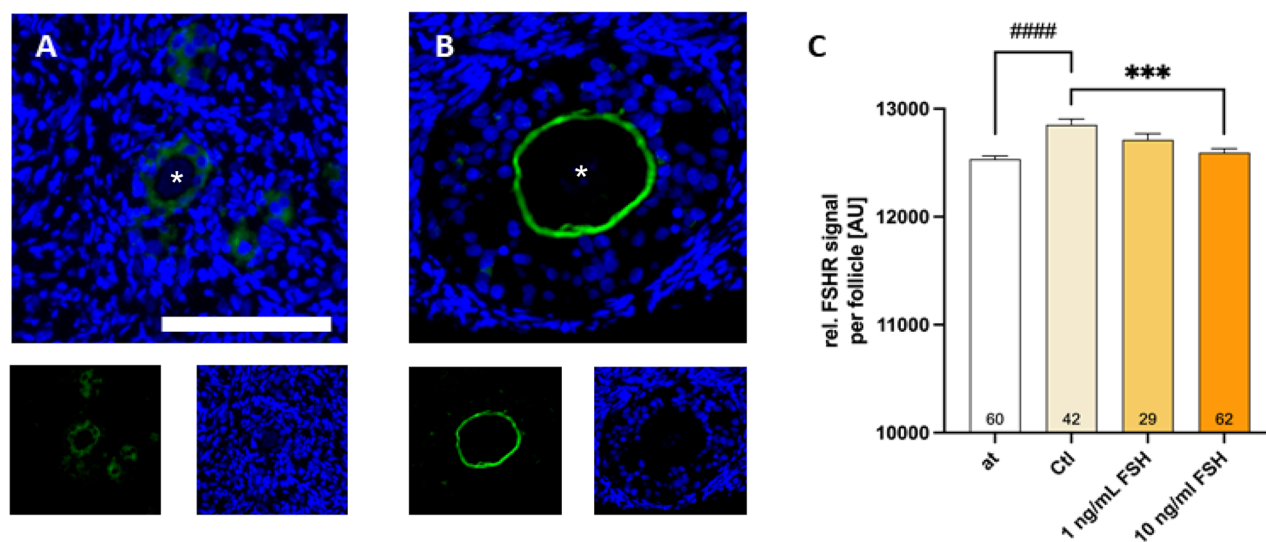 A
B
C
*
*
####
***
rel. FSHR signal
per follicle [AU]
13000
12000
11000
10000
60
42
29
62
at
Ctl
1 ng/mL FSH
10 ng/ml FSH